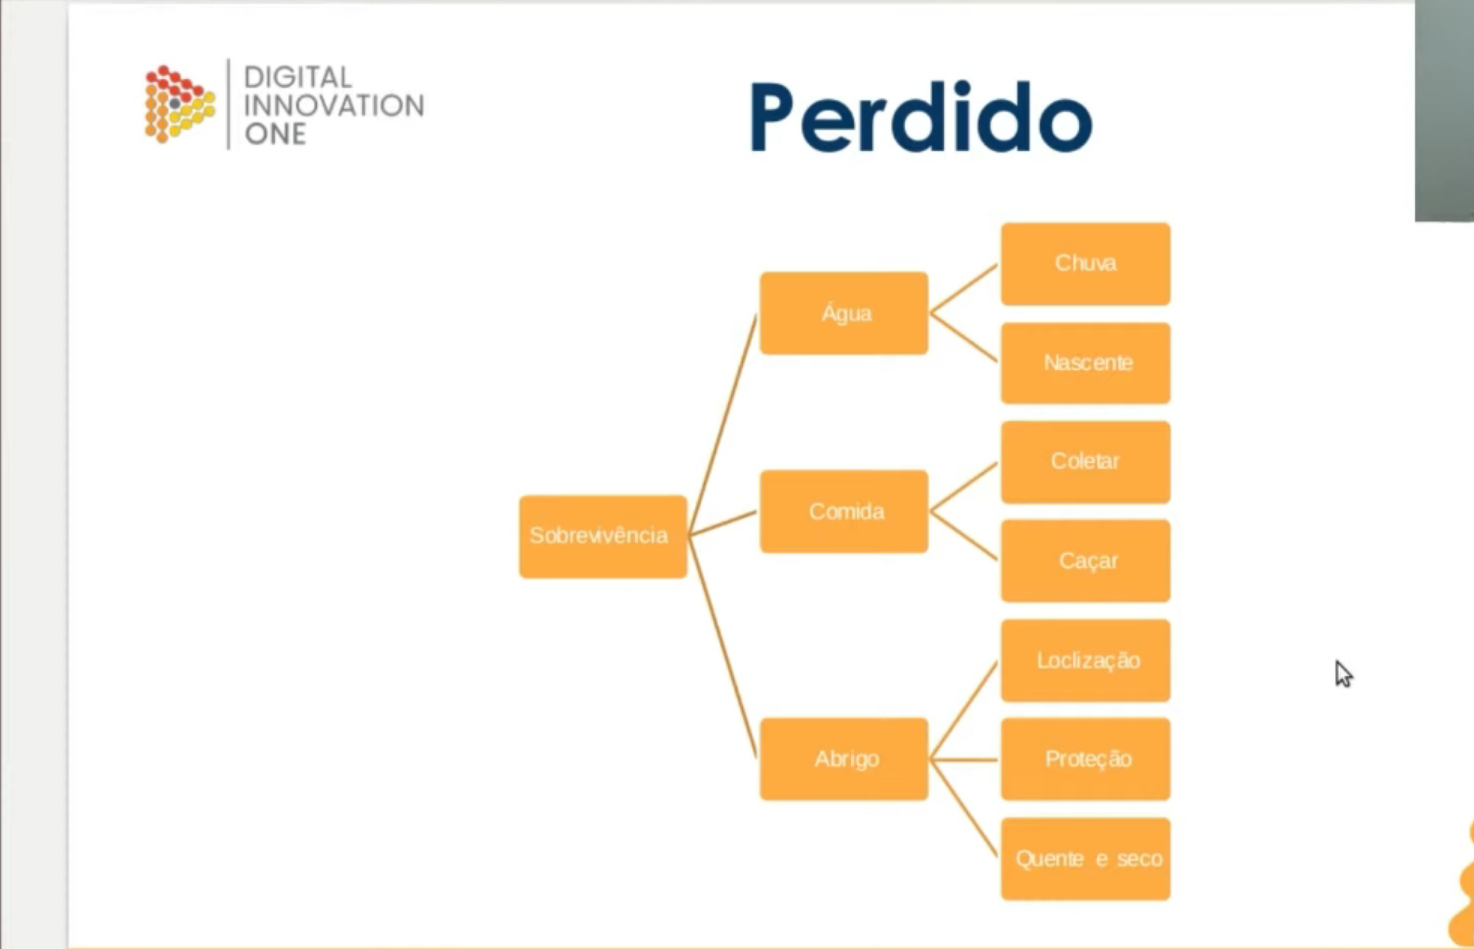 DIGITAL
INNOVATION
ONE
Perdido
Sobrevivência
Água
Chuva
Nascente
Comida
Coletar
Caçar
Abrigo
Loclização
Proteção
Quente e seco